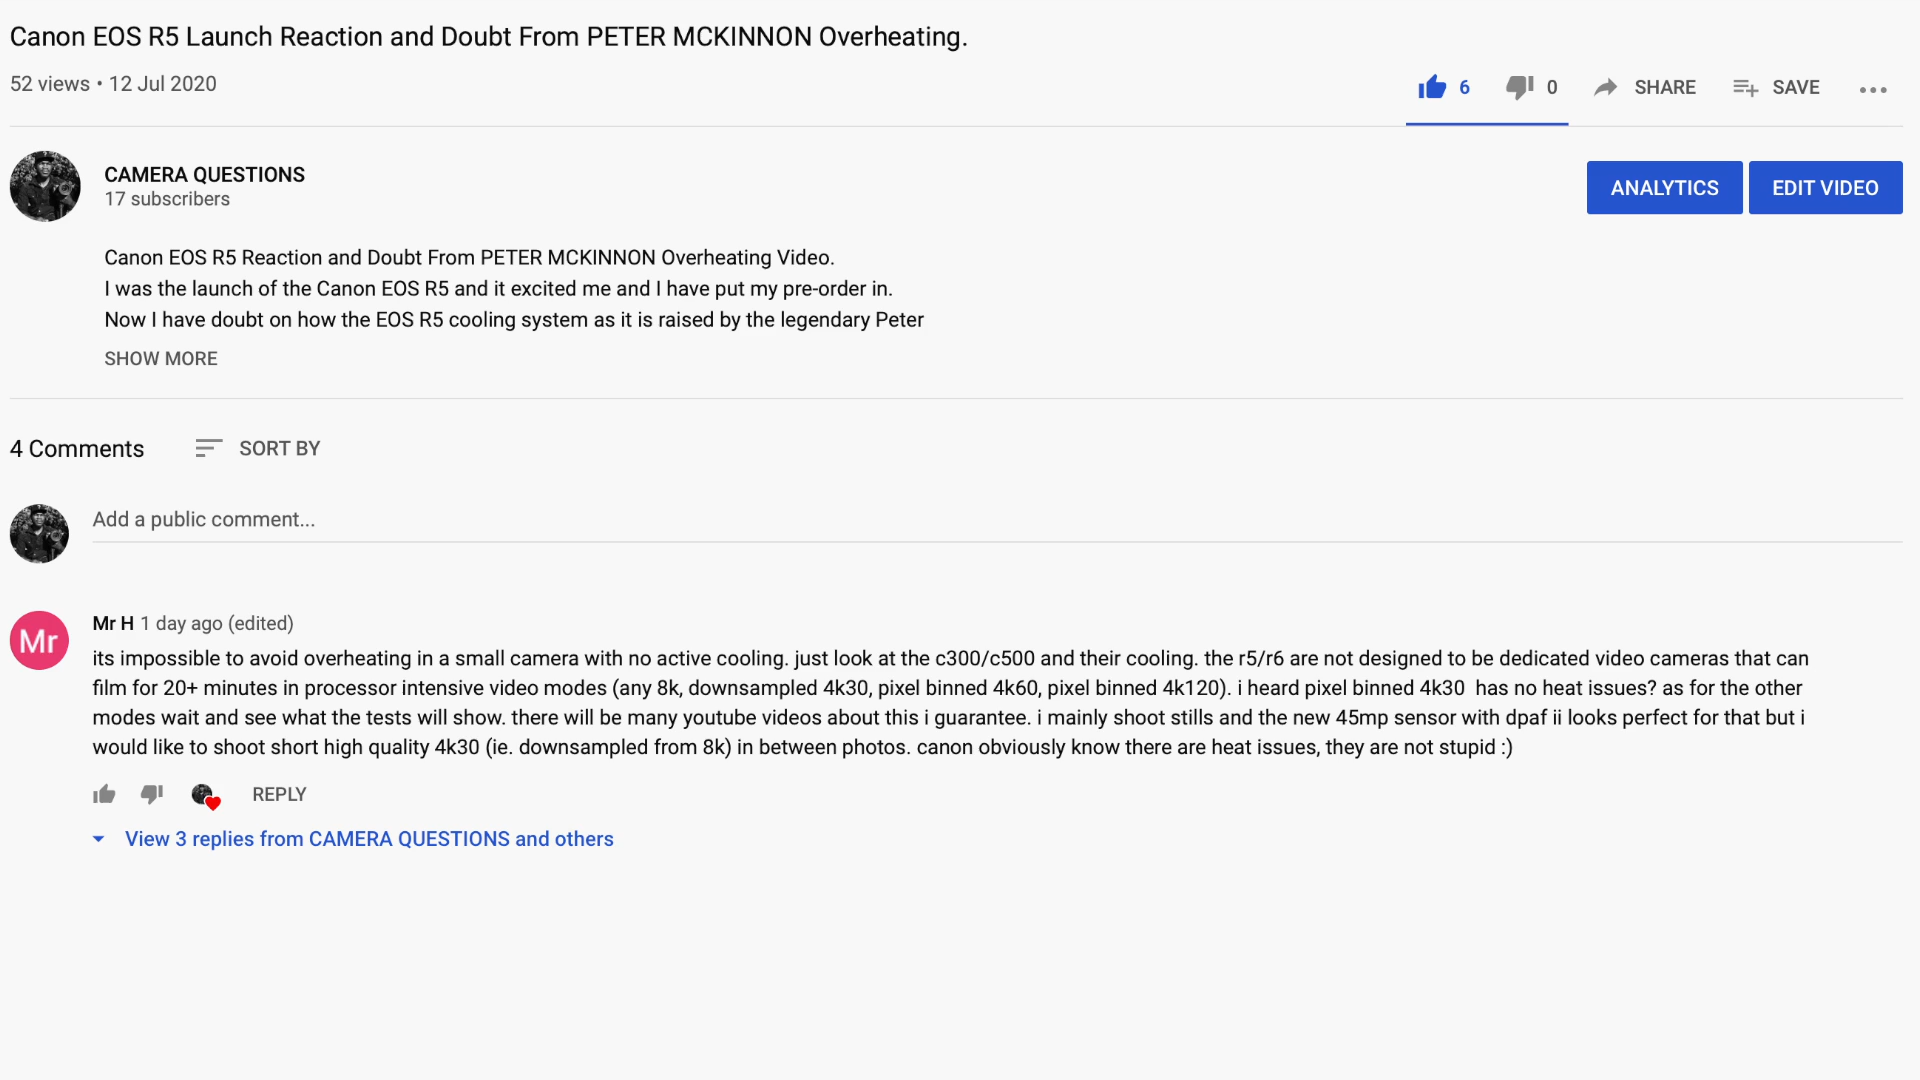 Canon EOS R5 Launch Reaction and Doubt From PETER MCKINNON Overheating.
52 views • 12 Jul 2020
6 0 SHARE SAVE
CAMERA QUESTIONS
17 subscribers
ANALYTICS EDIT VIDEO
Canon EOS R5 Reaction and Doubt From PETER MCKINNON Overheating Video.
I was the launch of the Canon EOS R5 and it excited me and I have put my pre-order in.
Now I have doubt on how the EOS R5 cooling system as it is raised by the legendary Peter
SHOW MORE
4 Comments SORT BY
Add a public comment...
Mr
Mr H 1 day ago (edited)
its impossible to avoid overheating in a small camera with no active cooling. just look at the c300/c500 and their cooling. the r5/r6 are not designed to be dedicated video cameras that can
film for 20+ minutes in processor intensive video modes (any 8k, downsampled 4k30, pixel binned 4k60, pixel binned 4k120). i heard pixel binned 4k30  has no heat issues? as for the other
modes wait and see what the tests will show. there will be many youtube videos about this i guarantee. i mainly shoot stills and the new 45mp sensor with dpaf ii looks perfect for that but i
would like to shoot short high quality 4k30 (ie. downsampled from 8k) in between photos. canon obviously know there are heat issues, they are not stupid :)
REPLY
View 3 replies from CAMERA QUESTIONS and others